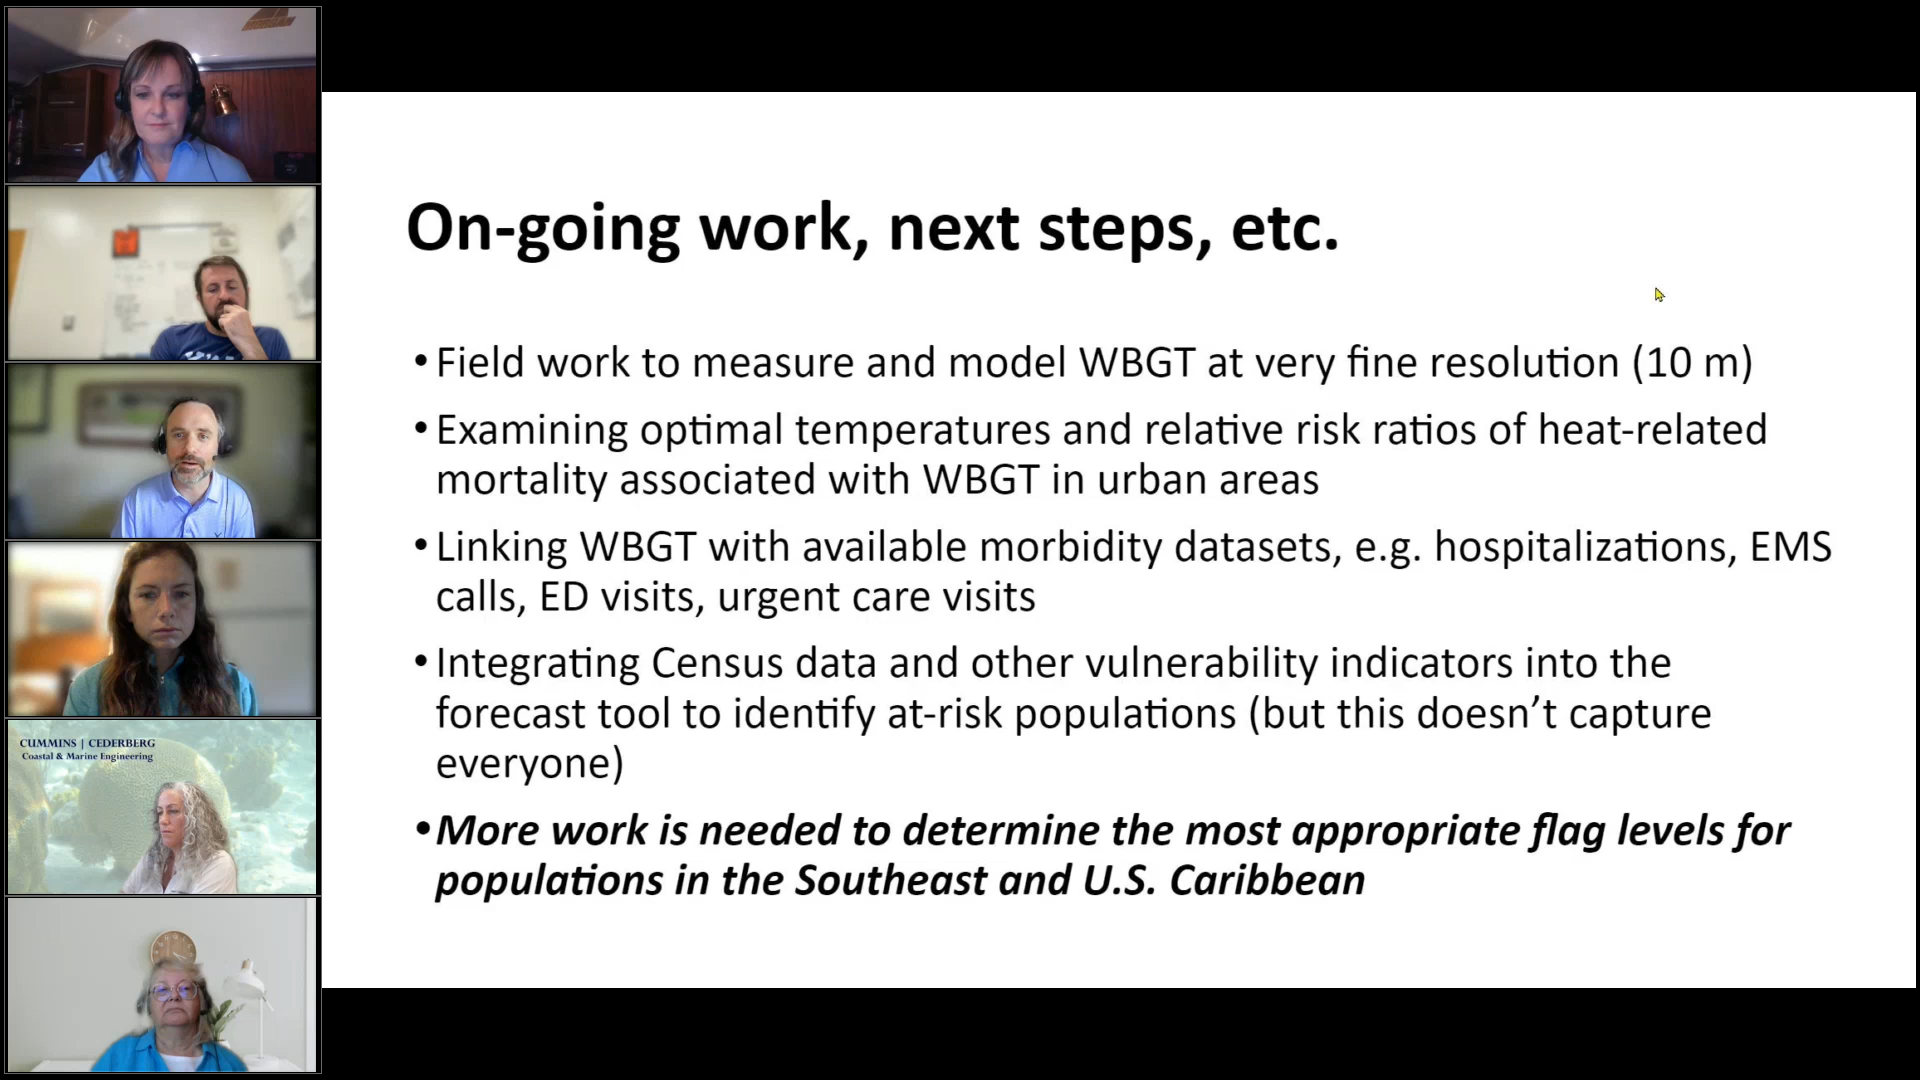 On-going work, next steps, etc.
• Field work to measure and model WBGT at very fine resolution (10 m)
• Examining optimal temperatures and relative risk ratios of heat-related
mortality associated with WBGT in urban areas
• Linking WBGT with available morbidity datasets, e.g. hospitalizations, EMS
calls, ED visits, urgent care visits
• Integrating Census data and other vulnerability indicators into the
forecast tool to identify at-risk populations (but this doesn’t capture
everyone)
• More work is needed to determine the most appropriate flag levels for
populations in the Southeast and U.S. Caribbean
CUMMINS | CEDERBERG
Coastal & Marine Engineering